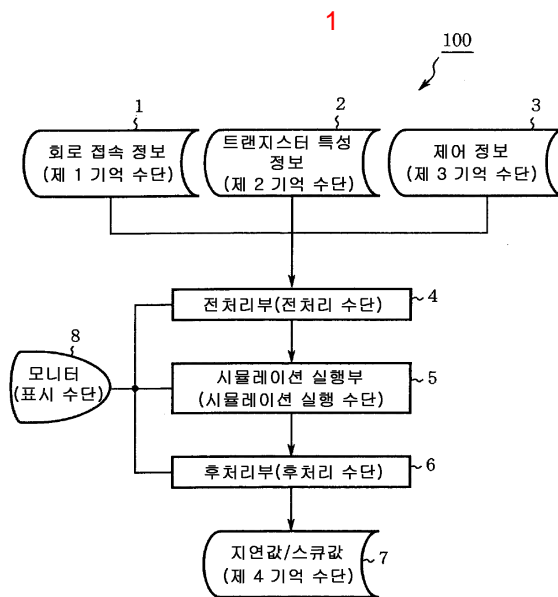 1
100
1
2
3
회로 접속 정보
(제 1 기억 수단)
트랜지스터 특성
정보
(제 2 기억 수단)
제어 정보
(제 3 기억 수단)
전처리부(전처리 수단)
4
8
모니터
(표시 수단)
시뮬레이션 실행부
(시뮬레이션 실행 수단)
5
후처리부(후처리 수단)
6
지연값/스큐값
(제 4 기억 수단)
7